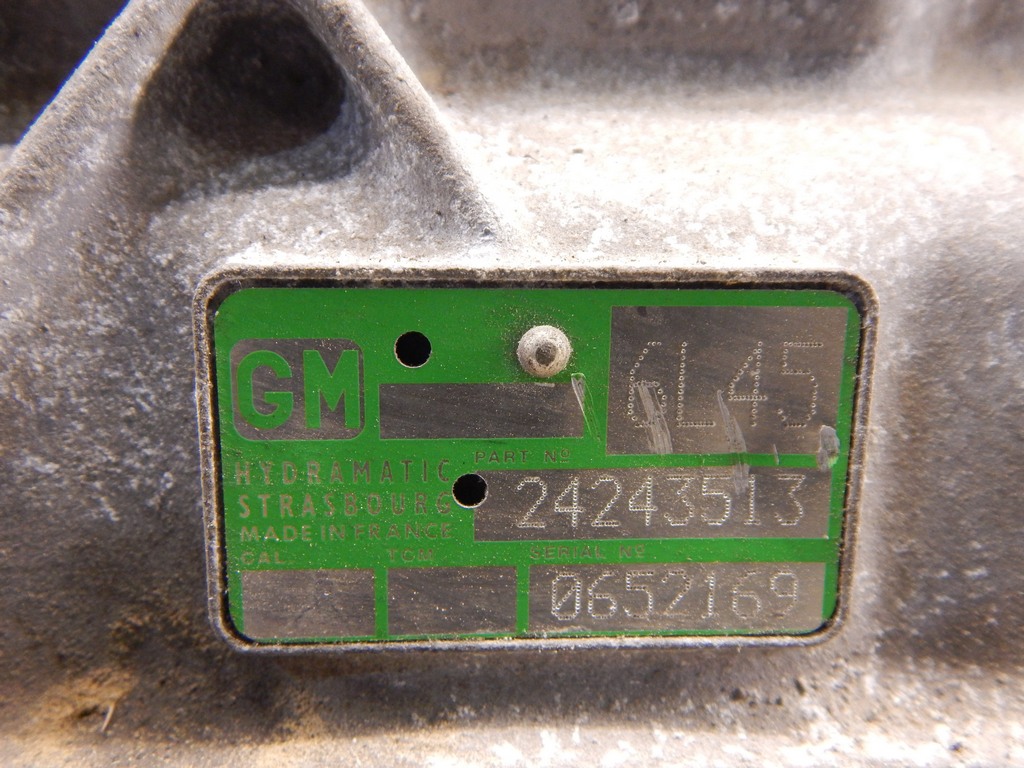 GM
6L45
PART Nº
HYDRAMATIC
STRASBOURG
24243513
MADE IN FRANCE
CAL. TCM SERIAL Nº
0652169